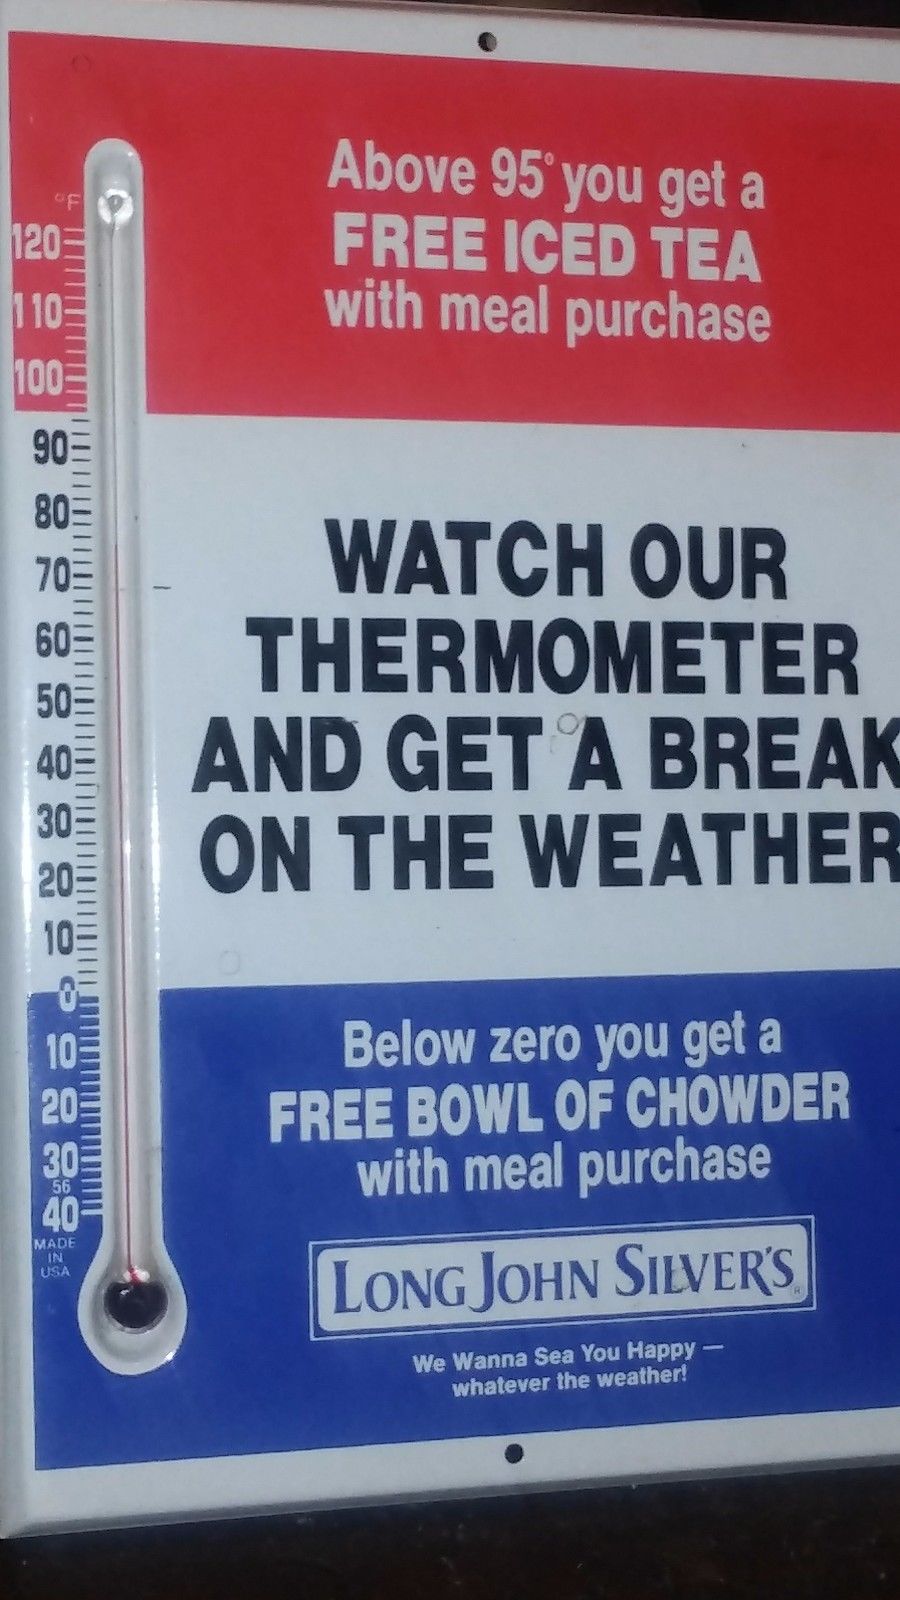 Above 95° you get a
FREE ICED TEA
with meal purchase
°F
120
110
100
90
80
70
60
50
40
30
20
10
0
10
20
30
56
40
MADE
IN
USA
WATCH OUR
THERMOMETER
AND GET A BREAK
ON THE WEATHER
Below zero you get a
FREE BOWL OF CHOWDER
with meal purchase
LONG JOHN SILVER'S®
We Wanna Sea You Happy —
whatever the weather!